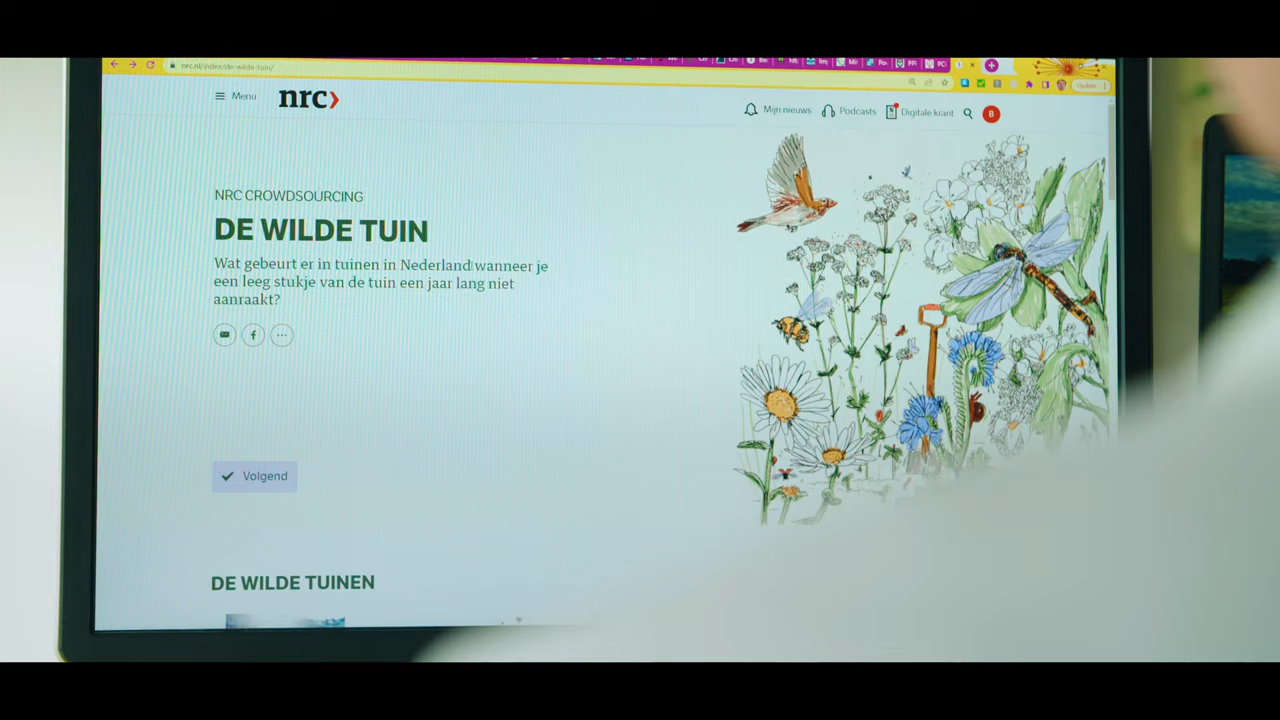 nrc.nl/index/de-wilde-tuin/
Update
Menu
nrc
Mijn nieuws
Podcasts
Digitale krant
B
NRC CROWDSOURCING
DE WILDE TUIN
Wat gebeurt er in tuinen in Nederland wanneer je
een leeg stukje van de tuin een jaar lang niet
aanraakt?
Volgend
DE WILDE TUINEN